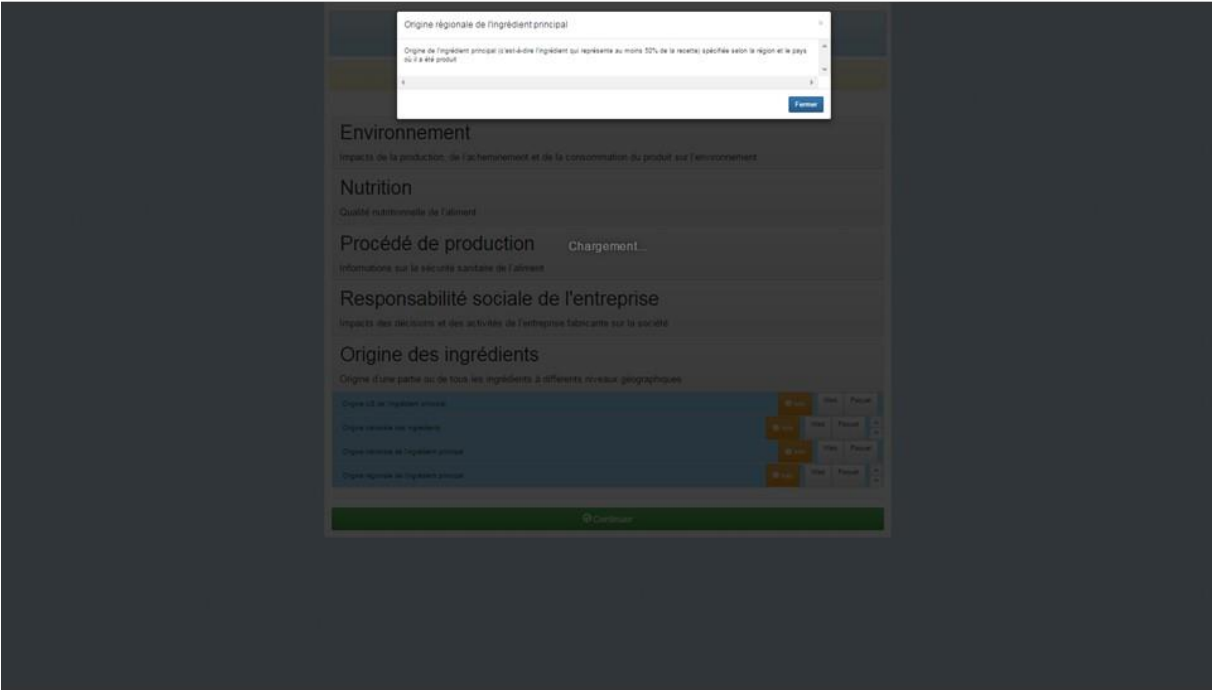 Origine régionale de l'ingrédient principal
×
Origine de l'ingrédient principal (c'est-à-dire l'ingrédient qui représente au moins 50% de la recette) spécifiée selon la région et le pays
où il a été produit
Fermer
Environnement
Impacts de la production, de l'acheminement et de la consommation du produit sur l'environnement
Nutrition
Qualité nutritionnelle de l'aliment
Procédé de production
Chargement...
Informations sur la sécurité sanitaire de l'aliment
Responsabilité sociale de l'entreprise
Impacts des décisions et des activités de l'entreprise fabricante sur la société
Origine des ingrédients
Origine d'une partie ou de tous les ingrédients à différents niveaux géographiques
Origine UE de l'ingrédient principal
Origine nationale des ingrédients
Origine nationale de l'ingrédient principal
Origine régionale de l'ingrédient principal
Continuer